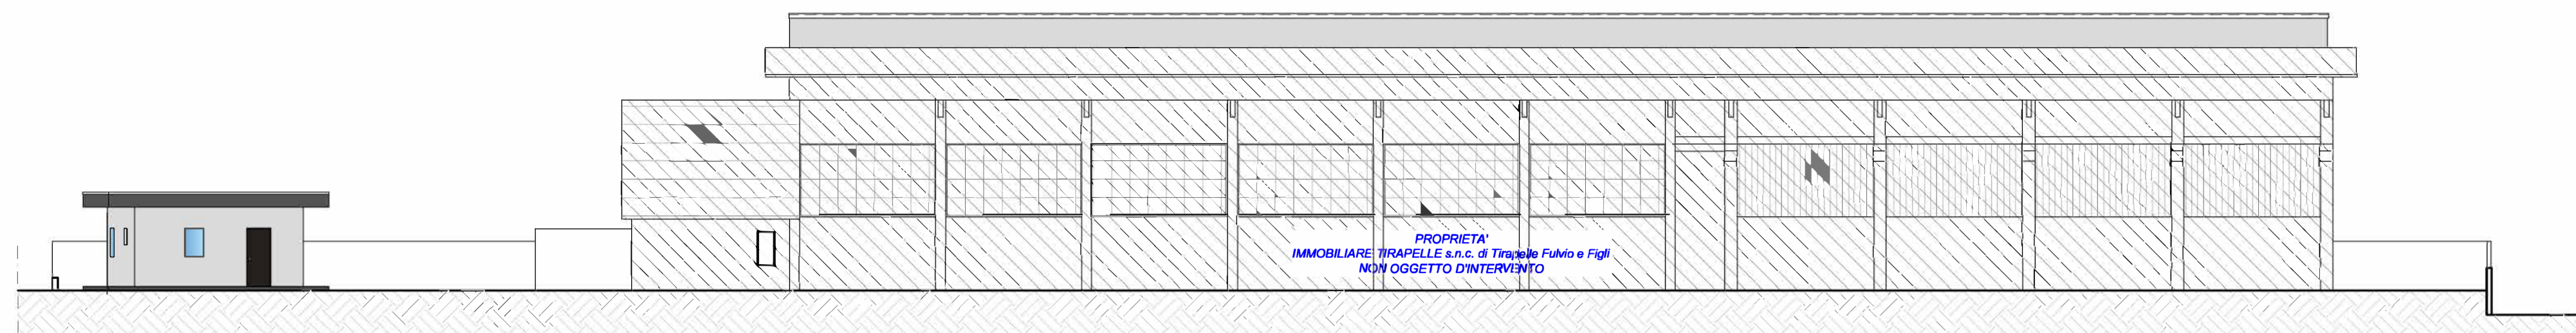 PROPRIETA'
IMMOBILIARE TIRAPELLE s.n.c. di Tirapelle Fulvio e Figli
NON OGGETTO D'INTERVENTO